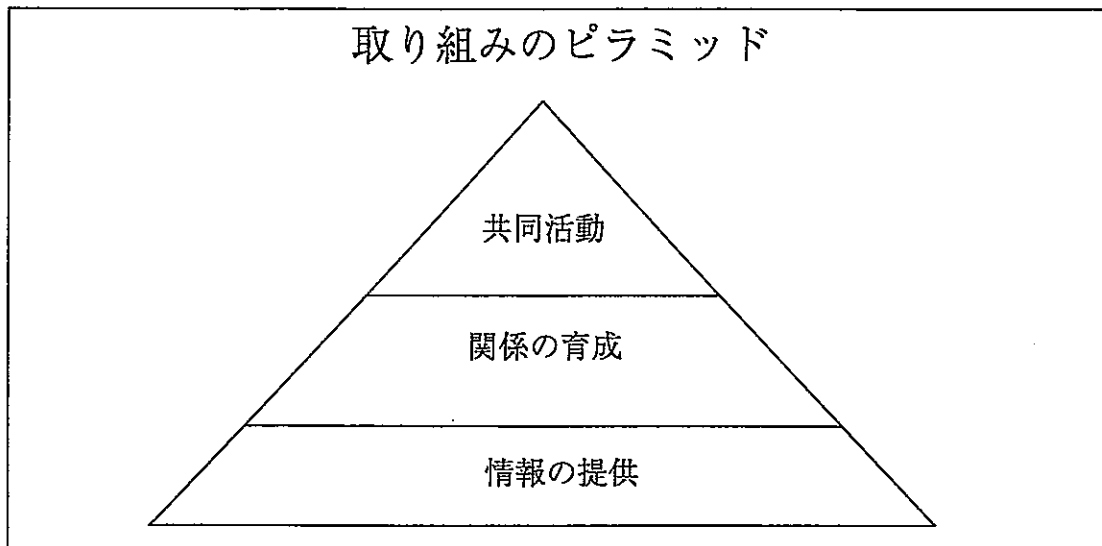 取り組みのピラミッド
共同活動
関係の育成
情報の提供